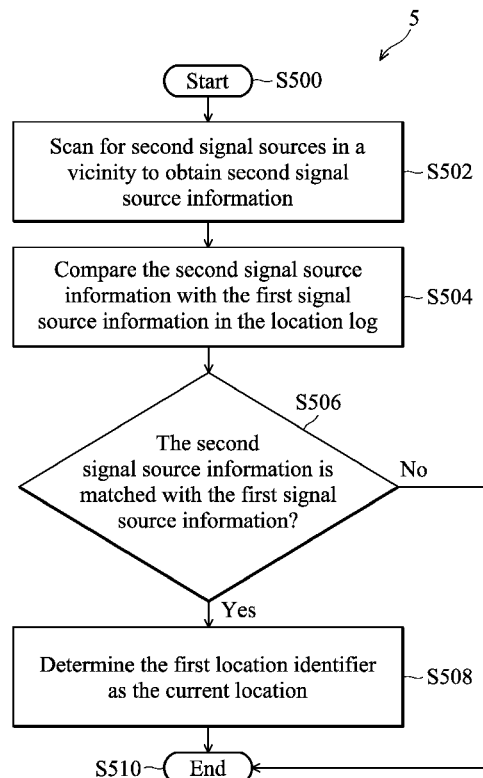 5
Start
S500
Scan for second signal sources in a
vicinity to obtain second signal
source information
S502
Compare the second signal source
information with the first signal
source information in the location log
S504
S506
The second
signal source information is
matched with the first signal
source information?
No
Yes
Determine the first location identifier
as the current location
S508
S510
End